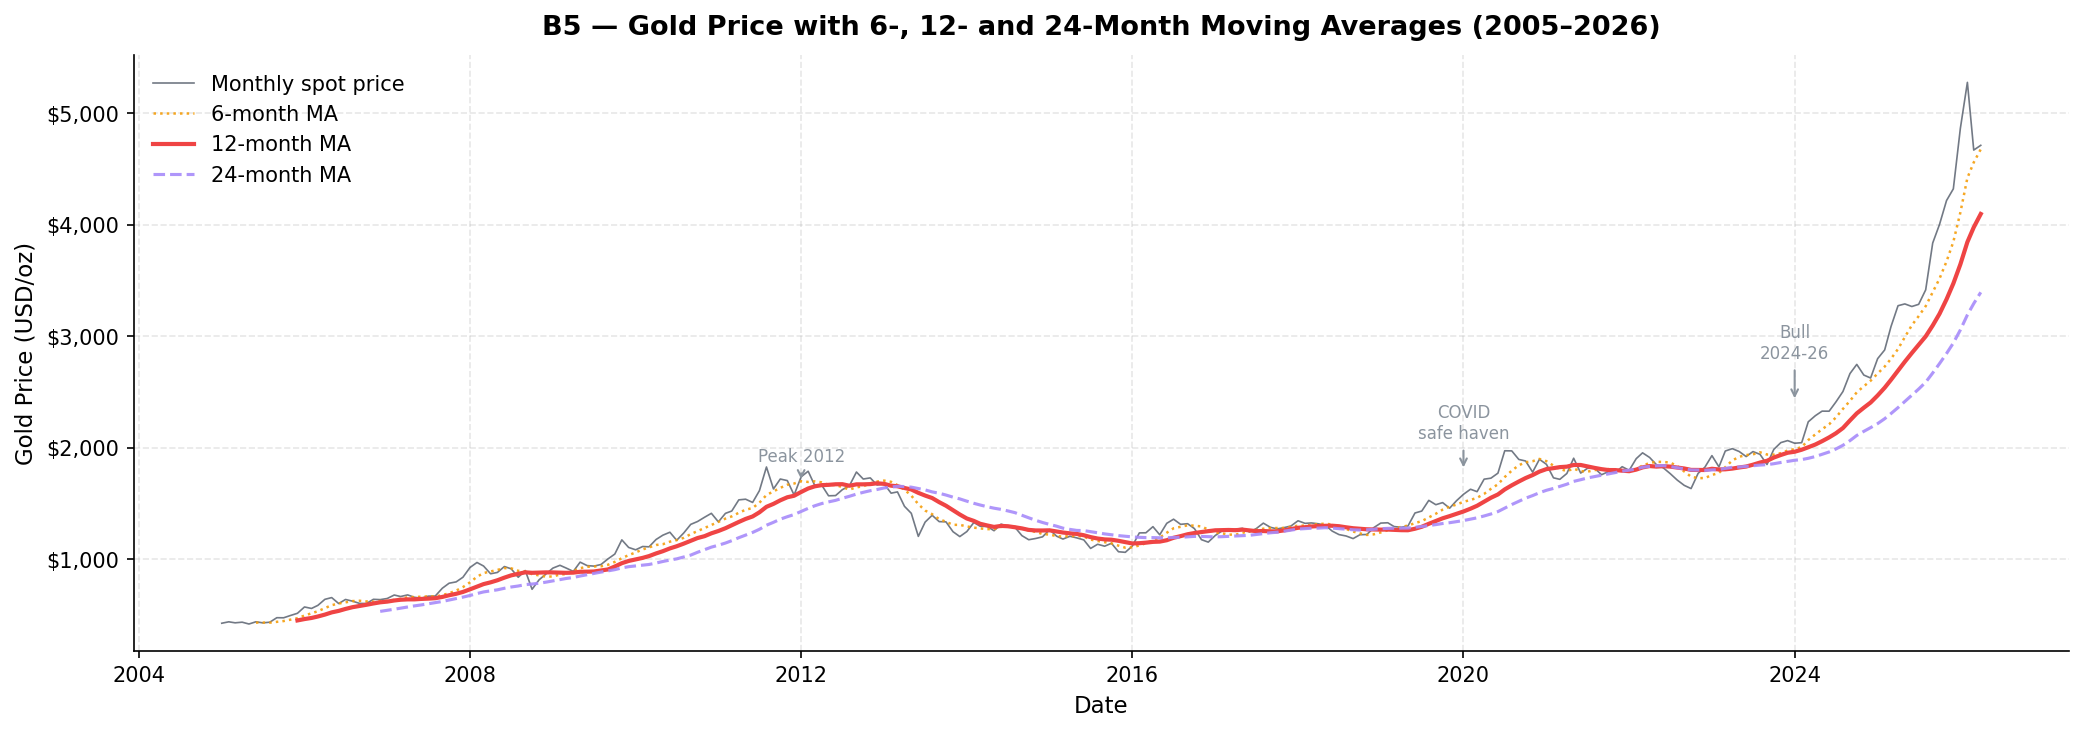 B5 — Gold Price with 6-, 12- and 24-Month Moving Averages (2005–2026)
Monthly spot price
6-month MA
12-month MA
24-month MA
Gold Price (USD/oz)
$5,000
$4,000
$3,000
$2,000
$1,000
Peak 2012
COVID
safe haven
Bull
2024-26
2004
2008
2012
2016
2020
2024
Date